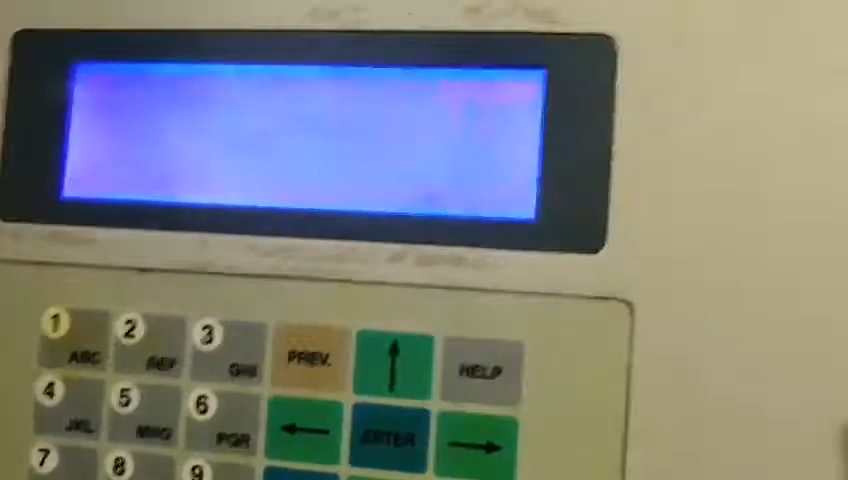 1 2 3 PREV. HELP
ABC DEF GHI
4 5 6 ENTER
JKL MNO PQR
7 8 9